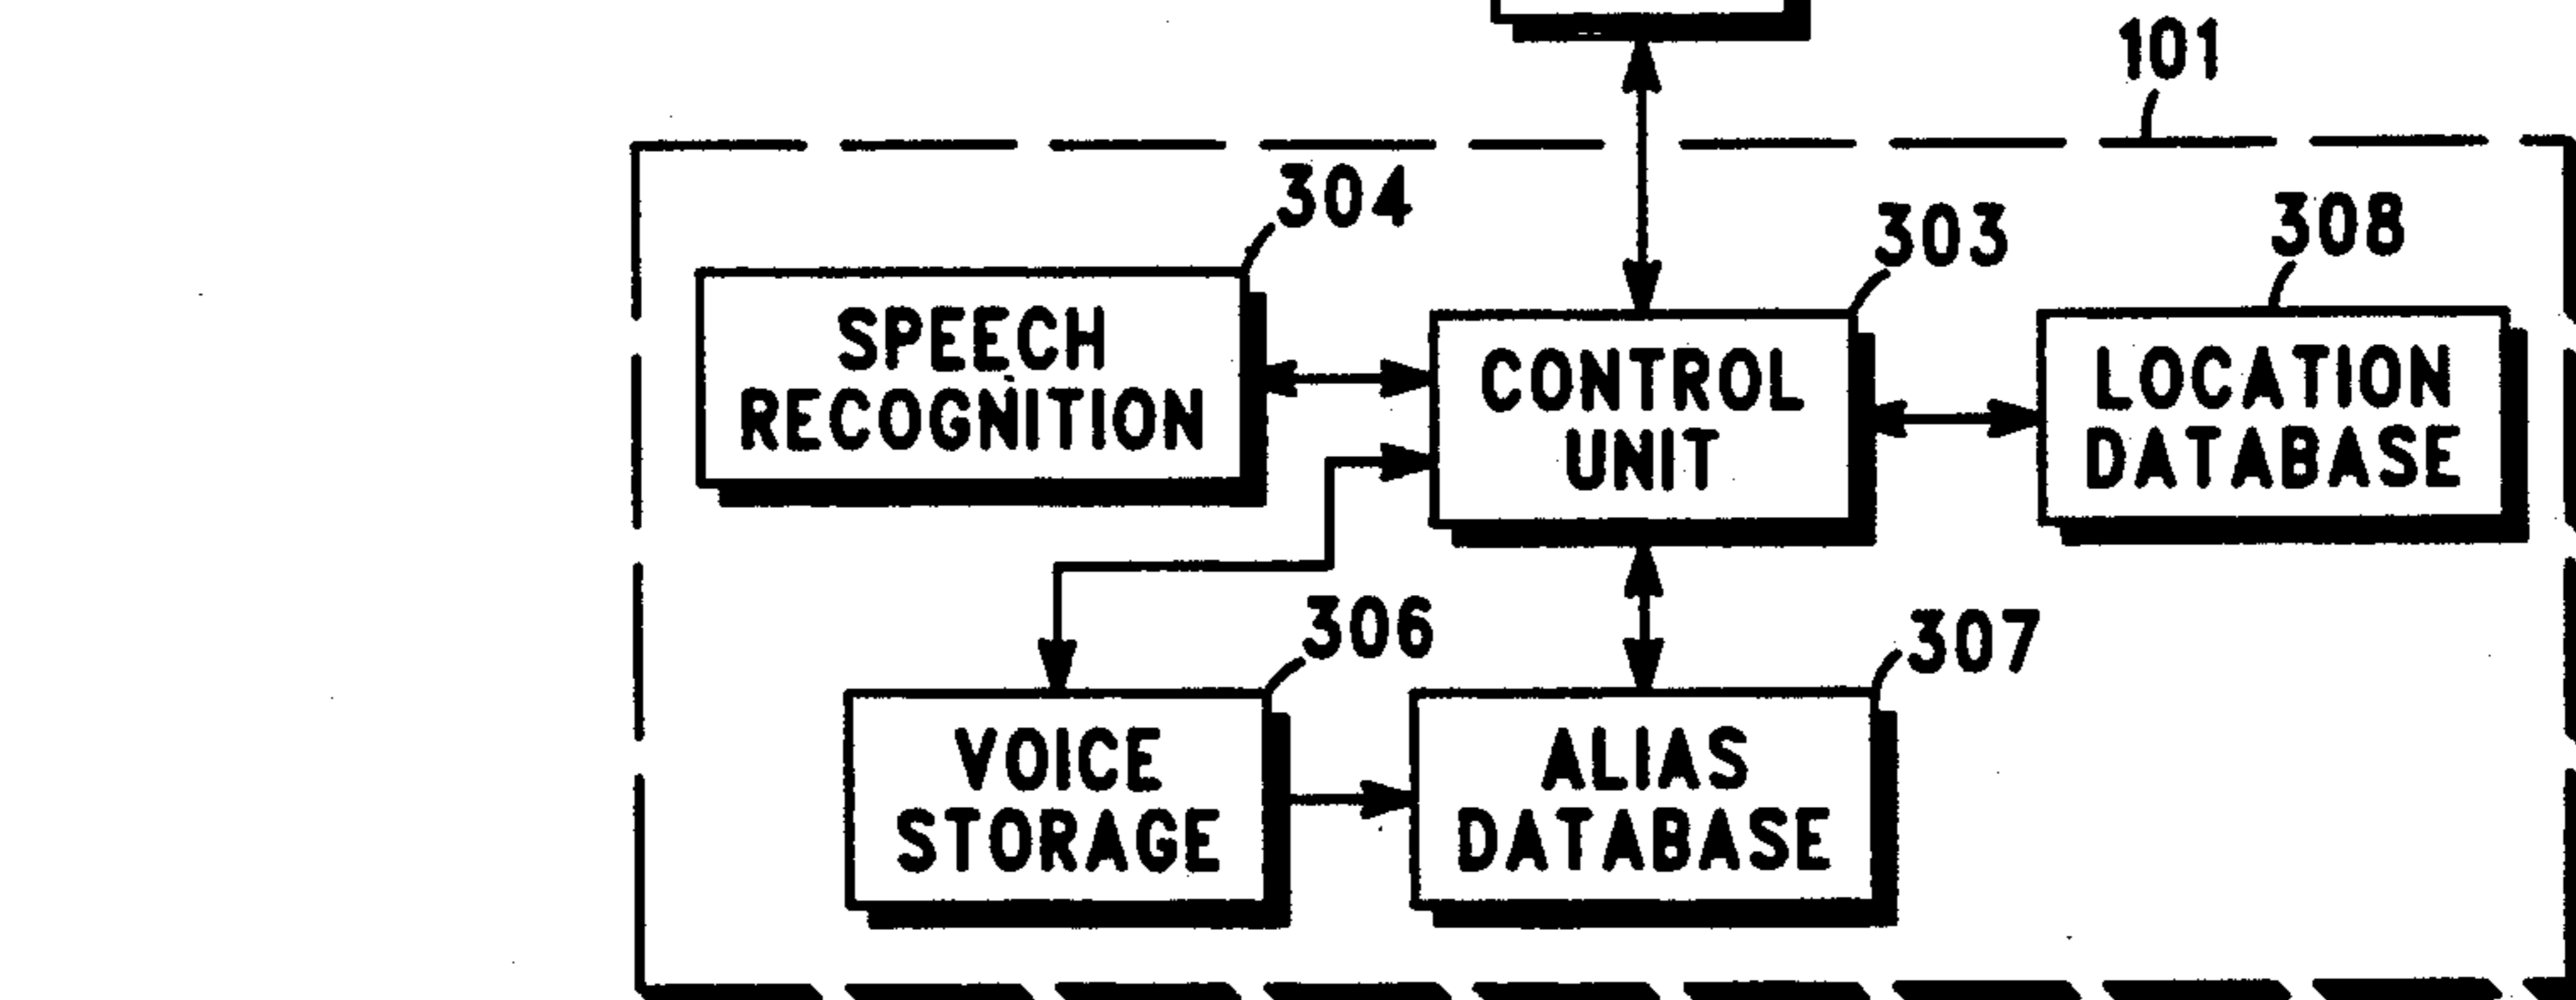 101
304
303
308
SPEECH
RECOGNITION
CONTROL
UNIT
LOCATION
DATABASE
306
307
VOICE
STORAGE
ALIAS
DATABASE